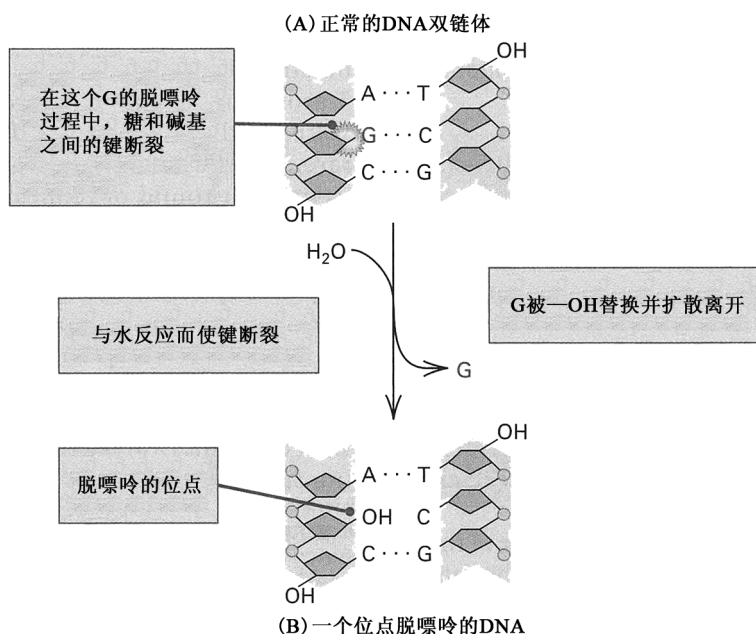 (A)正常的DNA双链体
OH
在这个G的脱嘌呤
过程中，糖和碱基
之间的键断裂
A···T
G···C
C···G
OH
H₂O
G被—OH替换并扩散离开
与水反应而使键断裂
G
OH
脱嘌呤的位点
A···T
OH C
C···G
OH
(B)一个位点脱嘌呤的DNA